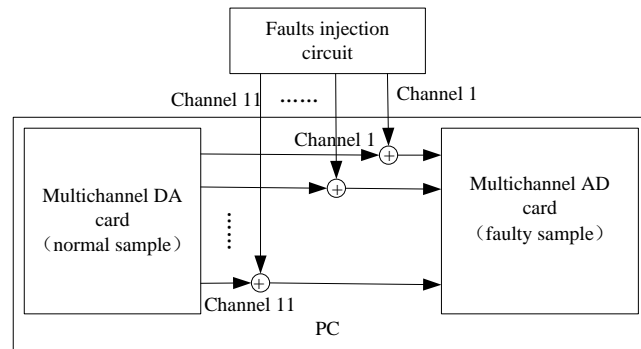 Faults injection
circuit
Channel 11
……
Channel 1
Channel 1
Multichannel DA
card
（normal sample）
……
Multichannel AD
card
（faulty sample）
Channel 11
PC